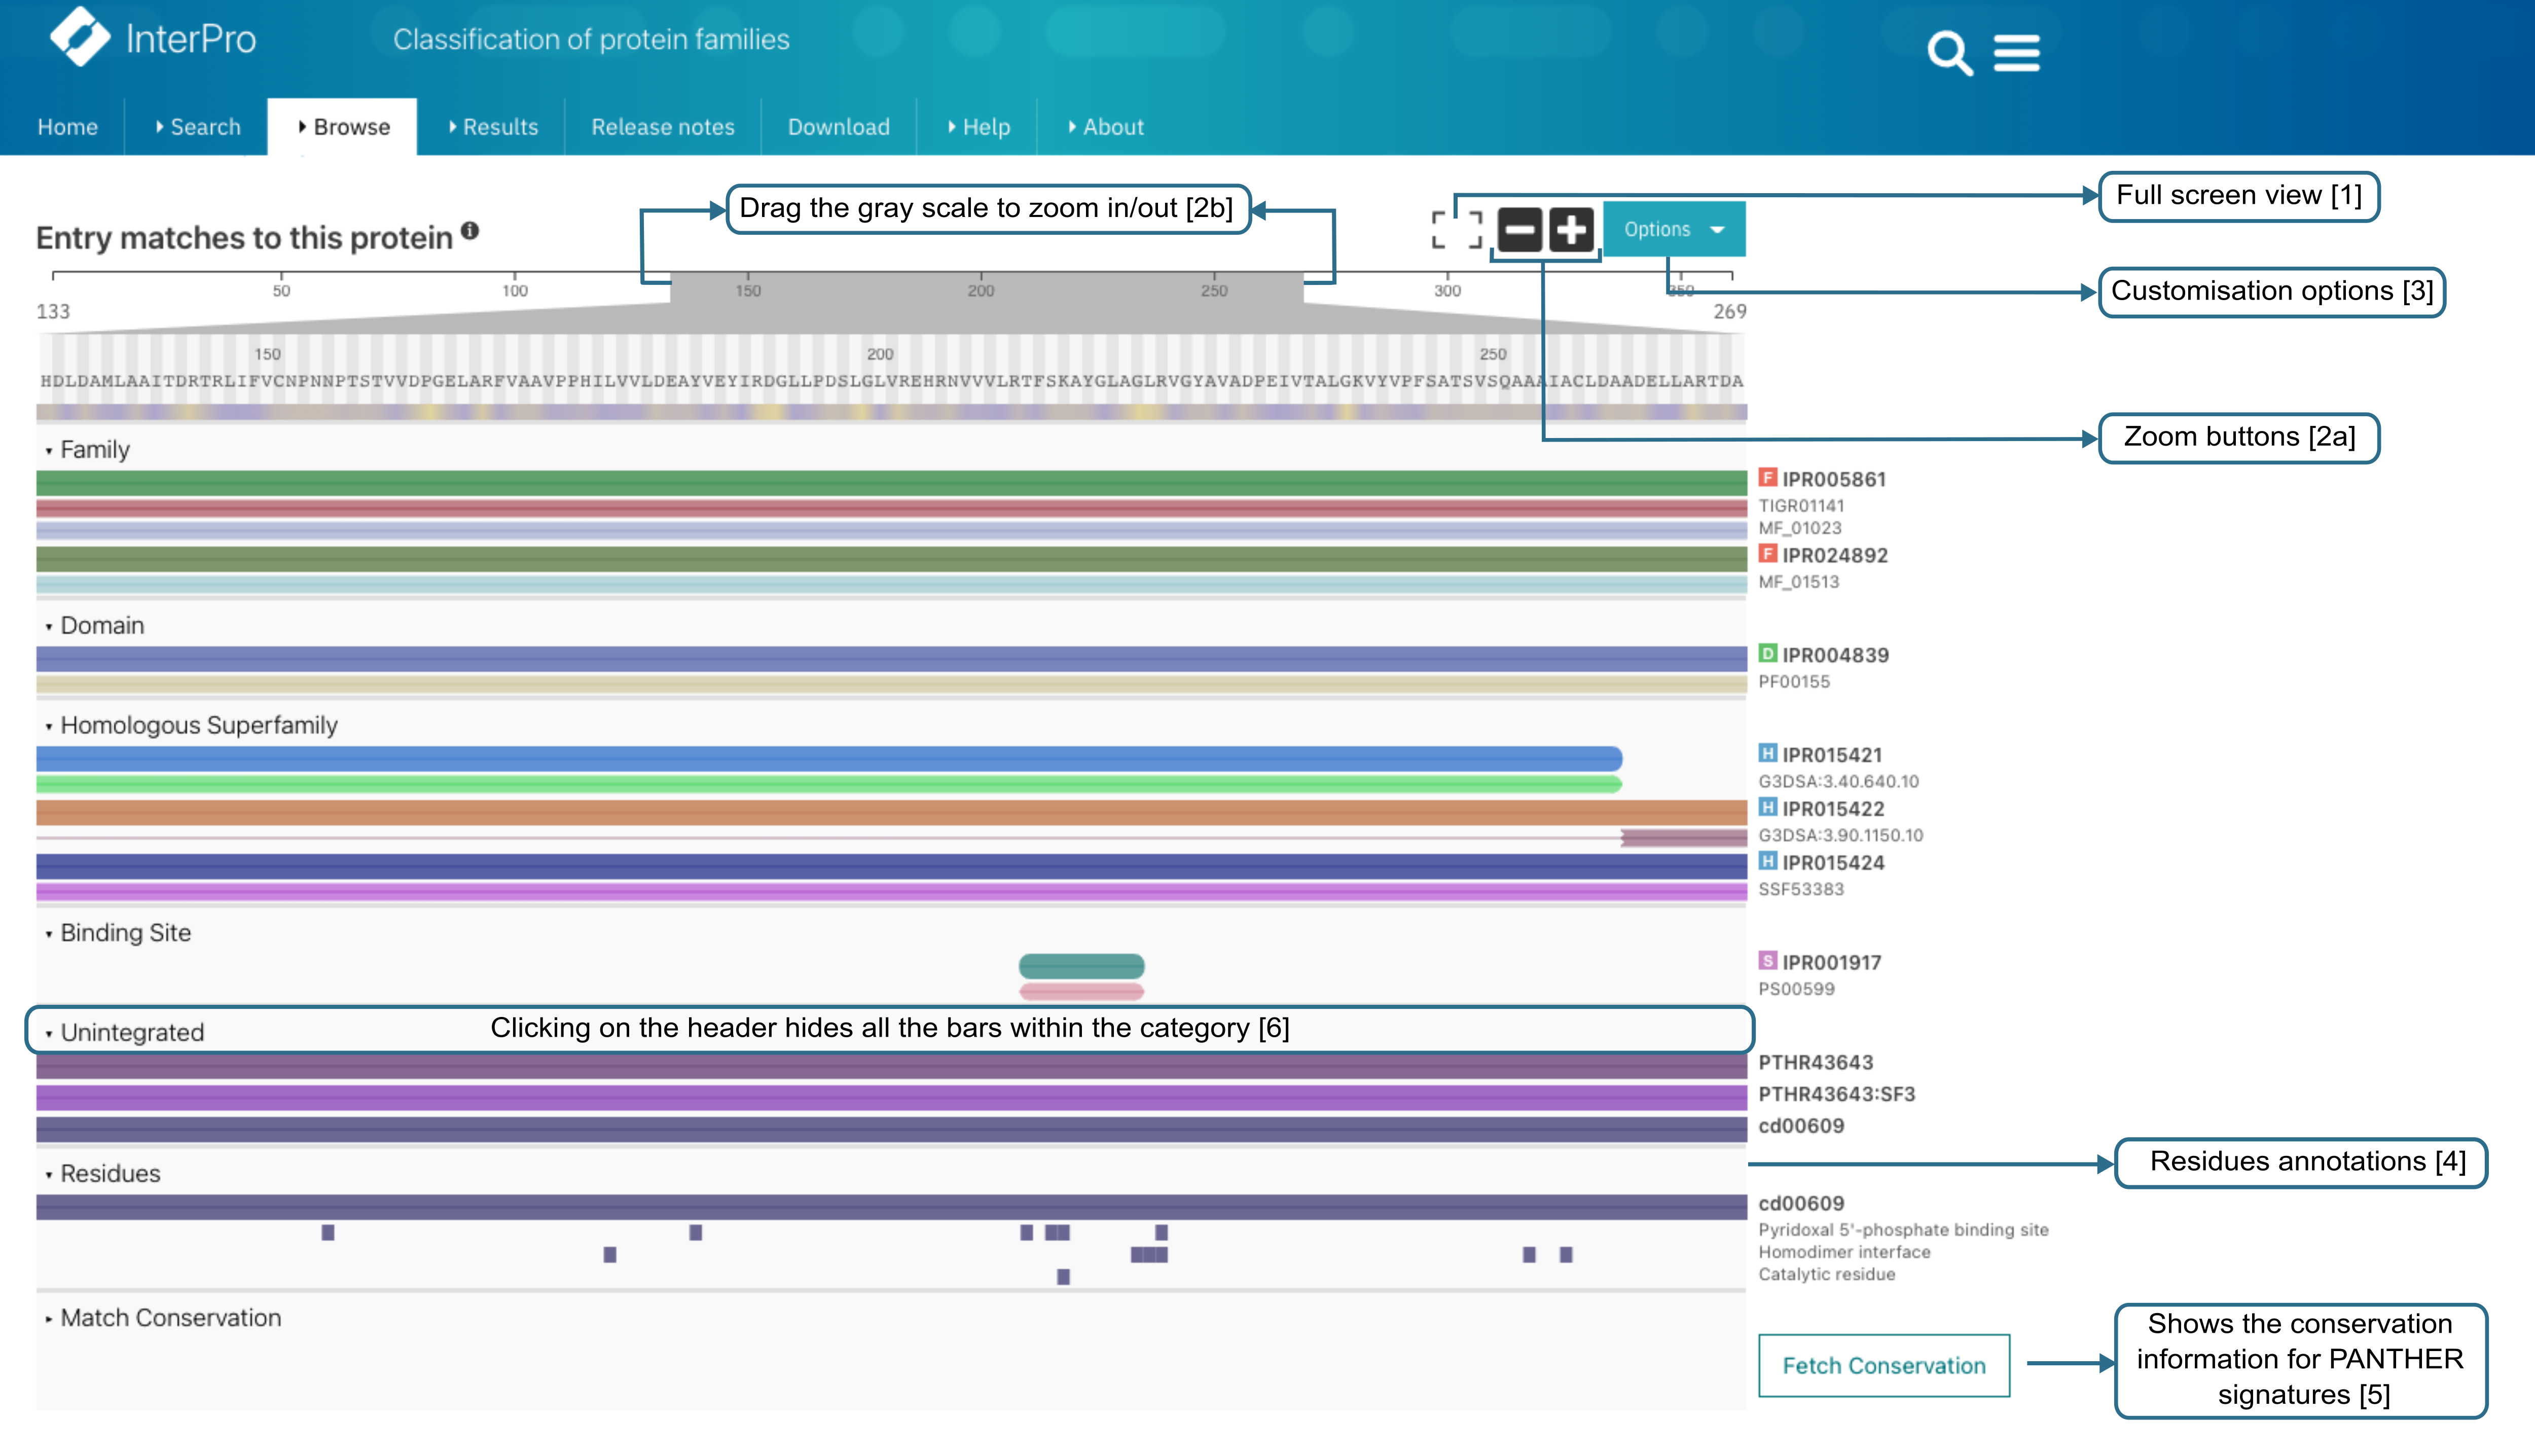 InterPro
Classification of protein families
Home
Search
Browse
Results
Release notes
Download
Help
About
Drag the gray scale to zoom in/out [2b]
Full screen view [1]
Entry matches to this protein
Options
Customisation options [3]
50 100 150 200 250 300 350
133 269
150 200 250
HDLDAMLAAITDRTRLIFVCNPNNPTSTVVDPGELARFVAAVPPHILVVLDEAYVEYIRDGLLPDSLGLVREHRNVVVLRTFSKAYGLAGLRVGYAVADPEIVTALGKVYVPFSATSVSQAAAIACLDAADELLARTDA
Zoom buttons [2a]
Family
F IPR005861
TIGR01141
MF_01023
F IPR024892
MF_01513
Domain
D IPR004839
PF00155
Homologous Superfamily
H IPR015421
G3DSA:3.40.640.10
H IPR015422
G3DSA:3.90.1150.10
H IPR015424
SSF53383
Binding Site
S IPR001917
PS00599
Unintegrated
Clicking on the header hides all the bars within the category [6]
PTHR43643
PTHR43643:SF3
cd00609
Residues
Residues annotations [4]
cd00609
Pyridoxal 5'-phosphate binding site
Homodimer interface
Catalytic residue
Match Conservation
Fetch Conservation
Shows the conservation
information for PANTHER
signatures [5]